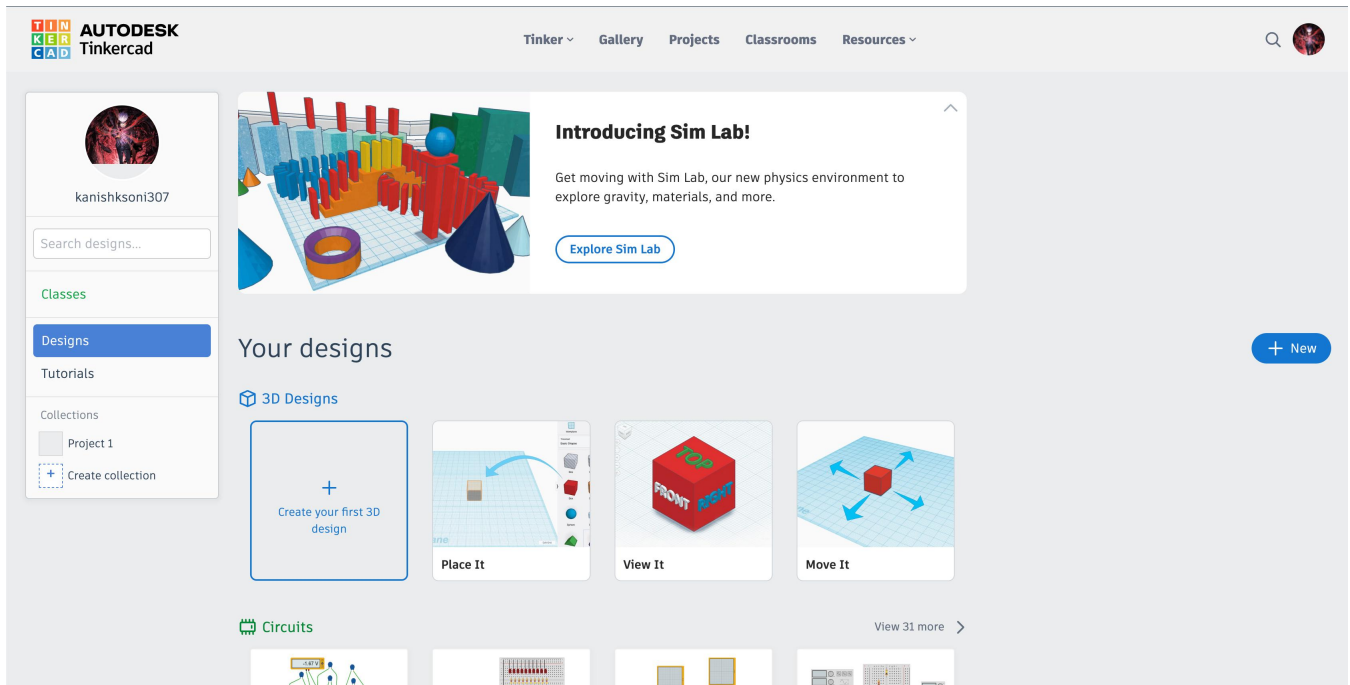 TIN
KER
CAD
AUTODESK
Tinkercad
Tinker
Gallery
Projects
Classrooms
Resources
kanishksoni307
Search designs...
Classes
Designs
Tutorials
Collections
Project 1
+ Create collection
Introducing Sim Lab!
Get moving with Sim Lab, our new physics environment to
explore gravity, materials, and more.
Explore Sim Lab
Your designs
+ New
3D Designs
+
Create your first 3D
design
Place It
TOP
FRONT
RIGHT
View It
Move It
Circuits
View 31 more
-1.67 V